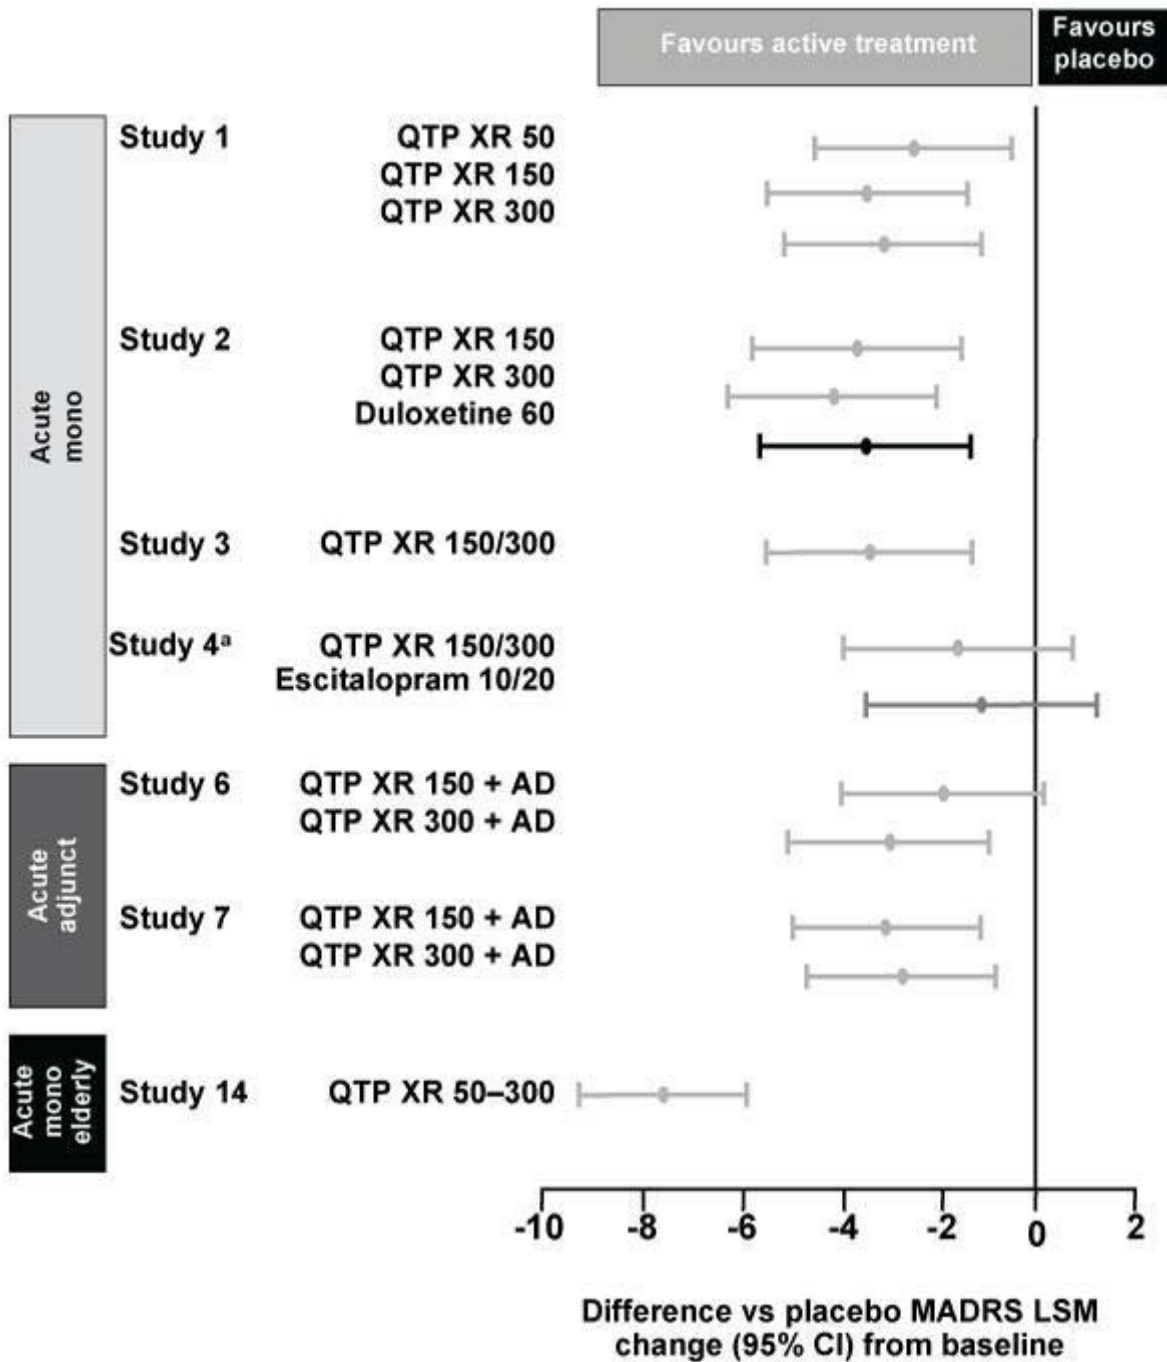 Favours active treatment
Favours
placebo
Acute
mono
Study 1
QTP XR 50
QTP XR 150
QTP XR 300
Study 2
QTP XR 150
QTP XR 300
Duloxetine 60
Study 3
QTP XR 150/300
Study 4ᵃ
QTP XR 150/300
Escitalopram 10/20
Acute
adjunct
Study 6
QTP XR 150 + AD
QTP XR 300 + AD
Study 7
QTP XR 150 + AD
QTP XR 300 + AD
Acute
mono
elderly
Study 14
QTP XR 50–300
-10 -8 -6 -4 -2 0 2
Difference vs placebo MADRS LSM
change (95% CI) from baseline